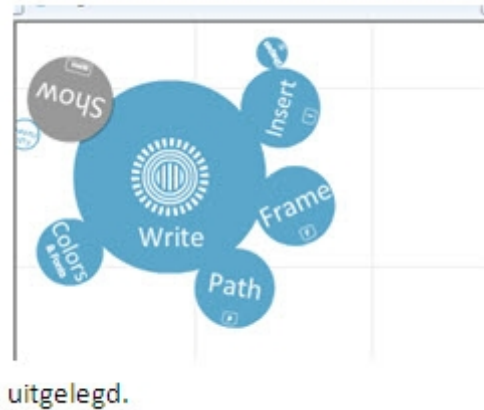 Show
Insert
Frame
Write
Colors
& Fonts
Path
uitgelegd.